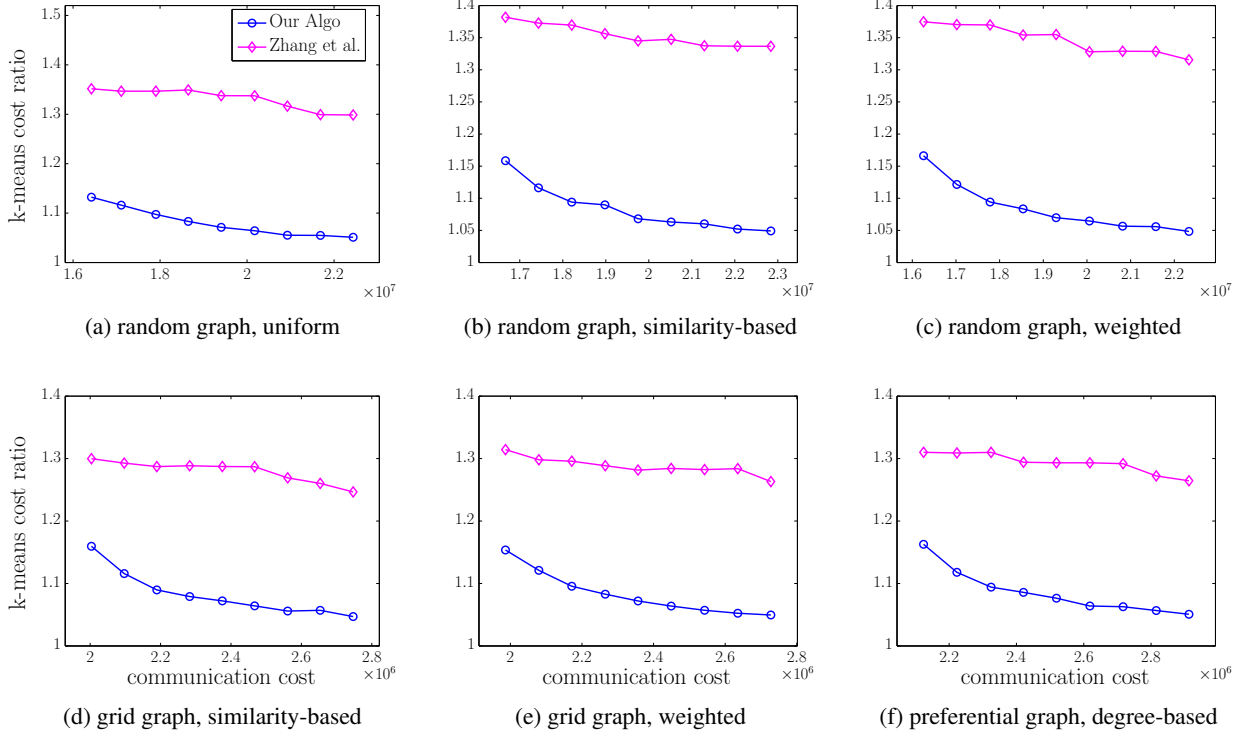 Our Algo
Zhang et al.
k-means cost ratio
1.5
1.4
1.3
1.2
1.1
1
1.6
2
2.2
×10⁷
(a) random graph, uniform
1.4
1.35
1.3
1.25
1.2
1.15
1.1
1.05
1
1.7 1.8 1.9 2 2.1 2.2 2.3
×10⁷
(b) random graph, similarity-based
1.4
1.35
1.3
1.25
1.2
1.15
1.1
1.05
1
1.6 1.7 1.8 1.9 2 2.1 2.2
×10⁷
(c) random graph, weighted
k-means cost ratio
1.4
1.3
1.2
1.1
1
2 2.2 2.4 2.6 2.8
communication cost ×10⁶
(d) grid graph, similarity-based
1.4
1.3
1.2
1.1
1
2 2.2 2.4 2.6 2.8
communication cost ×10⁶
(e) grid graph, weighted
1.4
1.3
1.2
1.1
1
2.2 2.4 2.6 2.8
communication cost ×10⁶
(f) preferential graph, degree-based